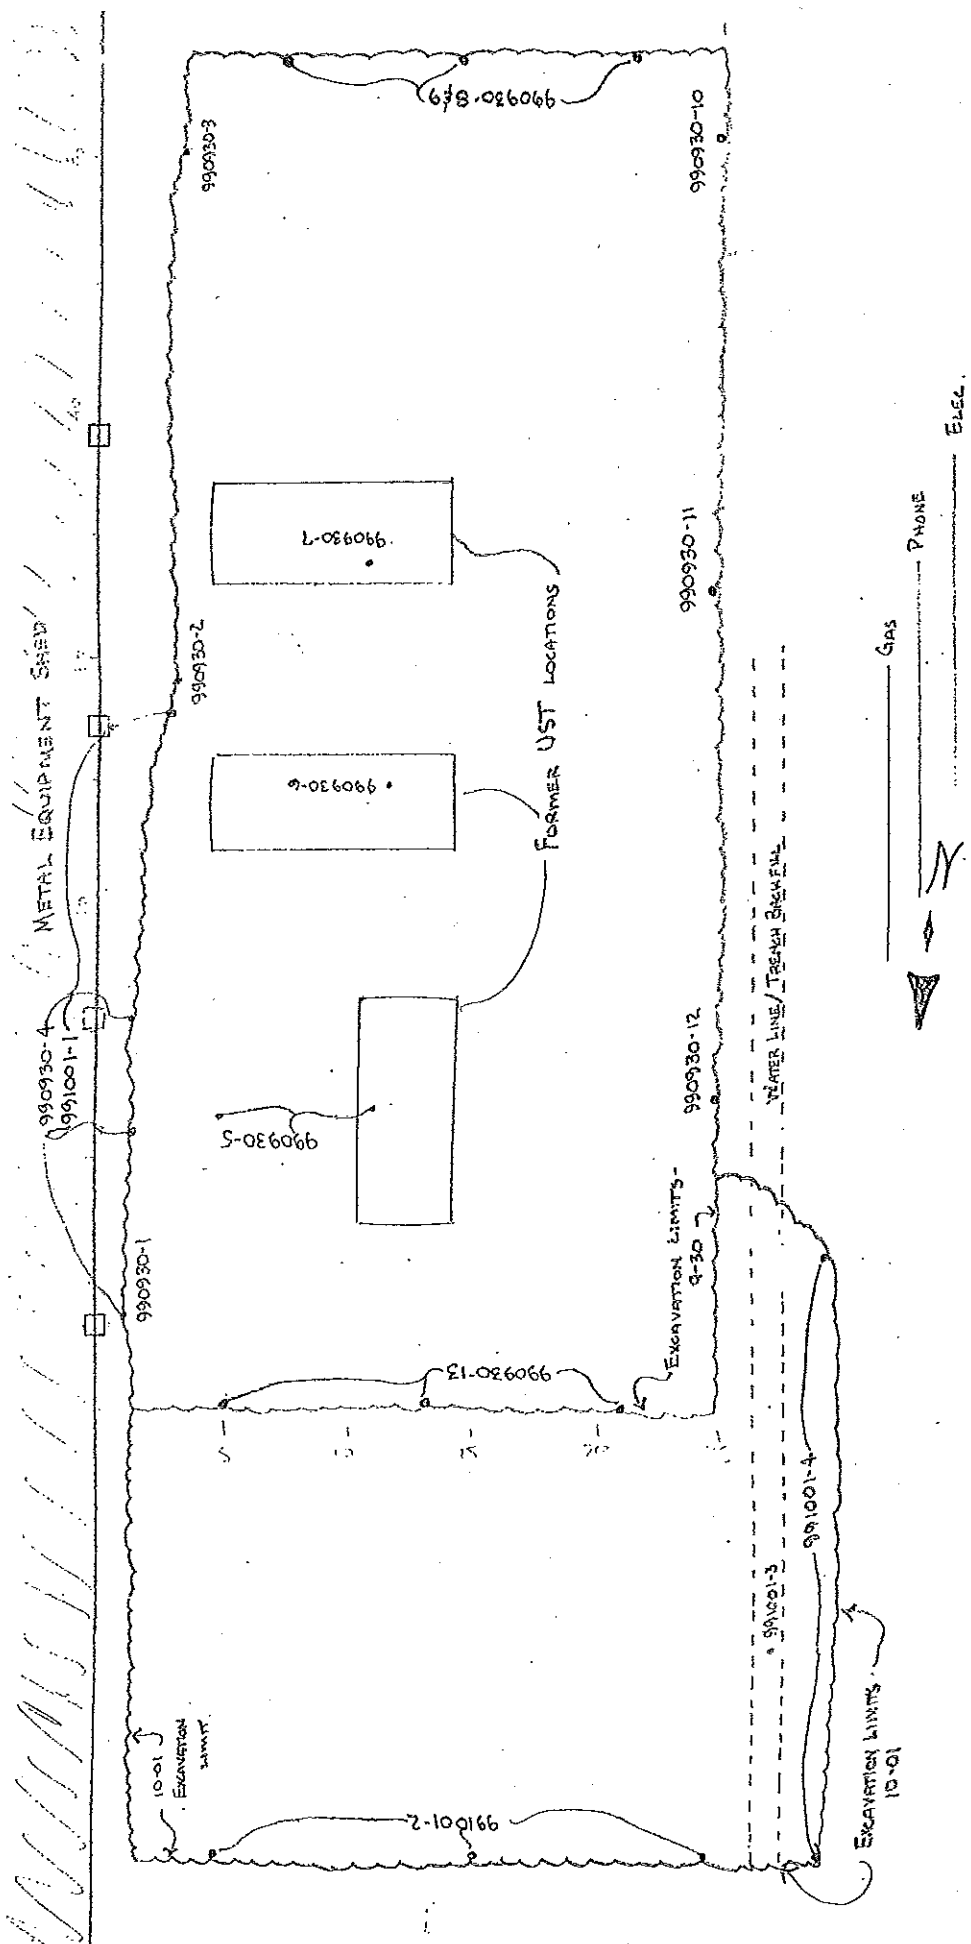 METAL EQUIPMENT SHED
990930-3
990930-8&9
990930-10
990930-7
990930-2
990930-11
990930-6
FORMER UST LOCATIONS
990930-4
991001-1
990930-5
990930-12
990930-1
990930-13
EXCAVATION LIMITS-
9-30
WATER LINE/TRENCH BACKFILL
GAS
PHONE
ELEC.
N
5
10
15
20
991001-4
991001-3
10-01
EXCAVATION
LIMIT
991001-2
EXCAVATION LIMITS
10-01